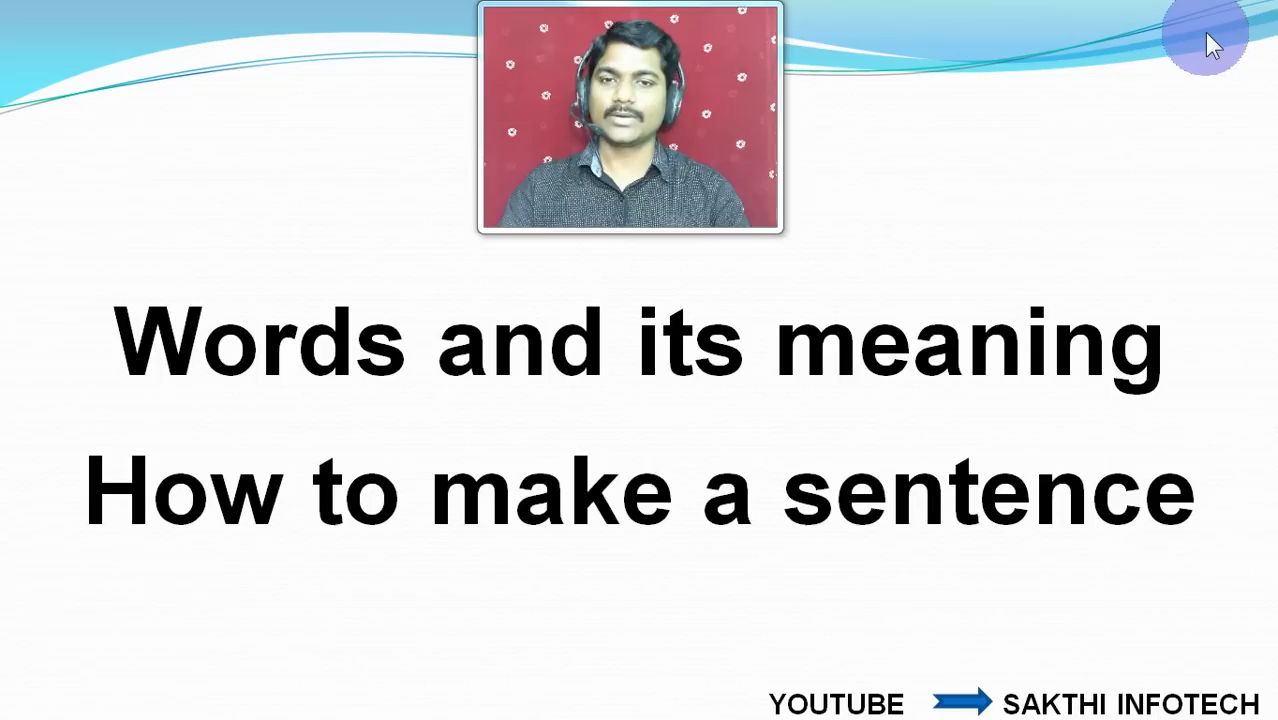 Words and its meaning
How to make a sentence
YOUTUBE SAKTHI INFOTECH